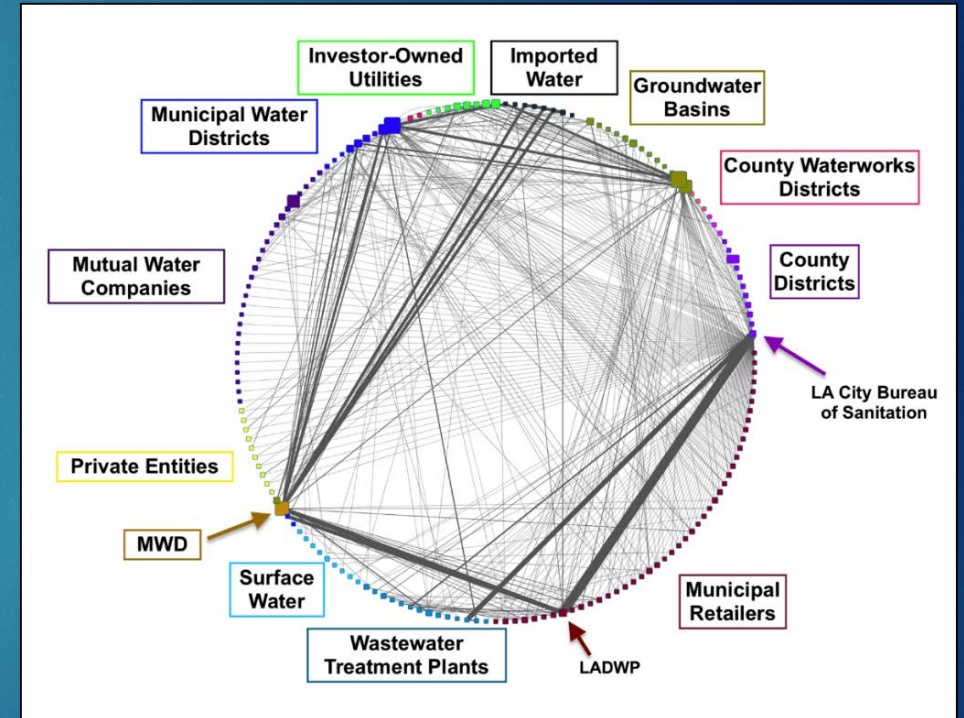 Investor-Owned
Utilities
Imported
Water
Groundwater
Basins
Municipal Water
Districts
County Waterworks
Districts
Mutual Water
Companies
County
Districts
LA City Bureau
of Sanitation
Private Entities
MWD
Surface
Water
Municipal
Retailers
Wastewater
Treatment Plants
LADWP